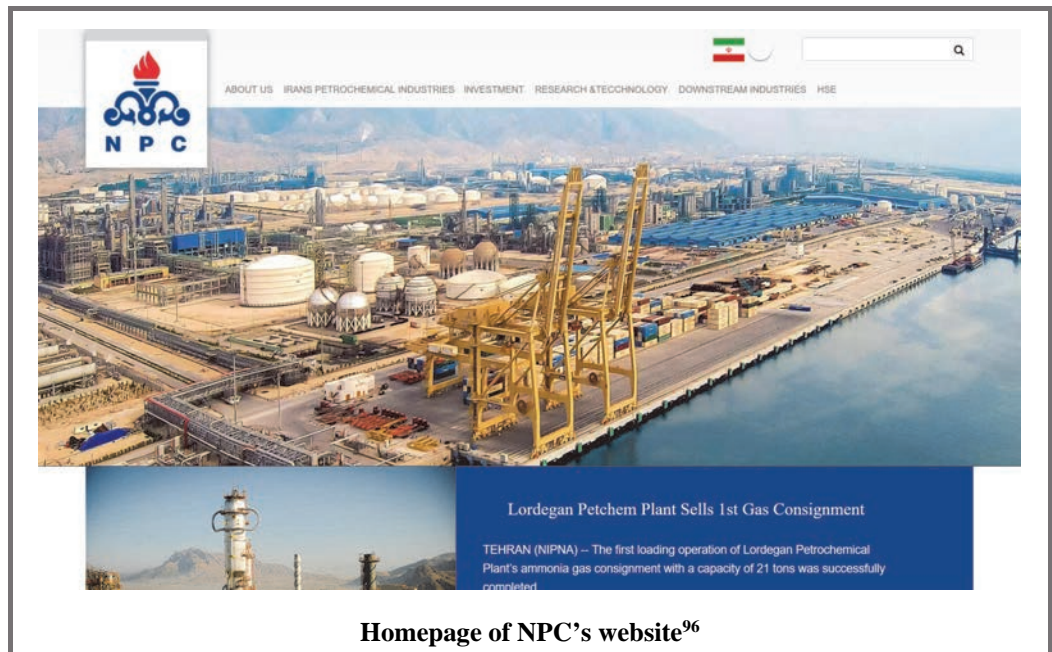 NPC
ABOUT US IRANS PETROCHEMICAL INDUSTRIES INVESTMENT RESEARCH &TECCHNOLOGY DOWNSTREAM INDUSTRIES HSE
Lordegan Petchem Plant Sells 1st Gas Consignment
TEHRAN (NIPNA) -- The first loading operation of Lordegan Petrochemical
Plant's ammonia gas consignment with a capacity of 21 tons was successfully
completed
Homepage of NPC’s website⁹⁶